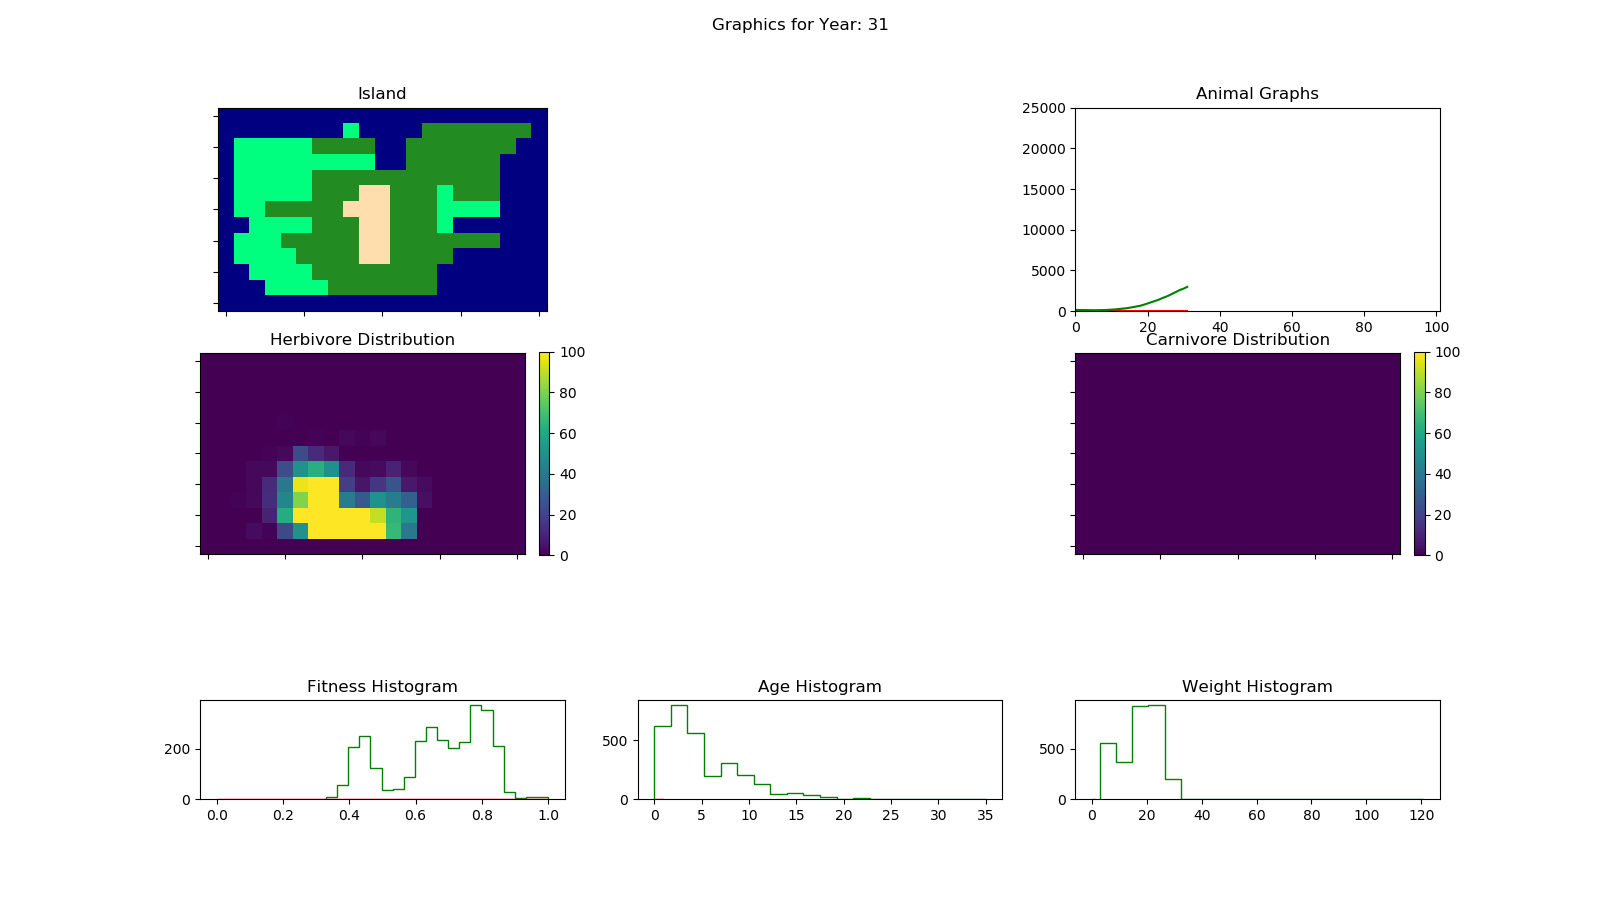 Graphics for Year: 31
Island
Animal Graphs
25000
20000
15000
10000
5000
0
0 20 40 60 80 100
Herbivore Distribution
100
80
60
40
20
0
Carnivore Distribution
100
80
60
40
20
0
Fitness Histogram
200
0
0.0 0.2 0.4 0.6 0.8 1.0
Age Histogram
500
0
0 5 10 15 20 25 30 35
Weight Histogram
500
0
0 20 40 60 80 100 120